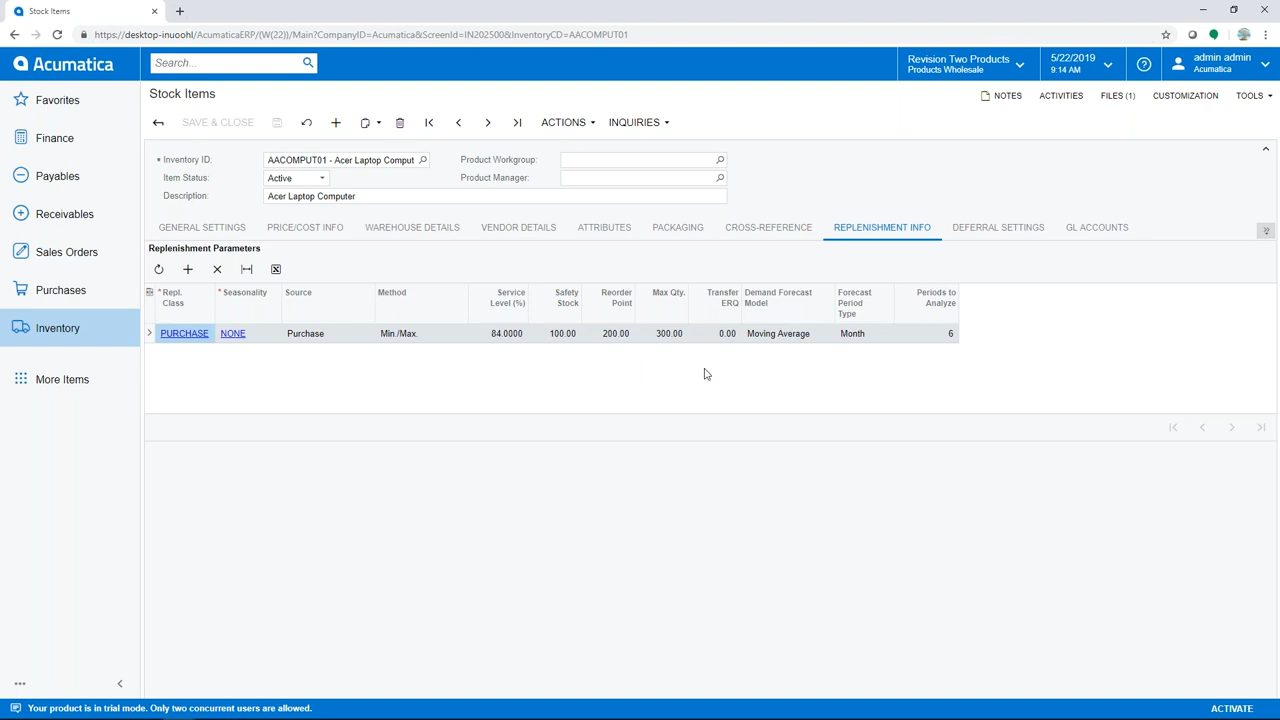 Stock Items
https://desktop-inuoohl/AcumaticaERP/(W(22))/Main?CompanyID=Acumatica&ScreenId=IN202500&InventoryCD=AACOMPUT01
Acumatica
Search...
Revision Two Products
Products Wholesale
5/22/2019
9:14 AM
admin admin
Acumatica
Favorites
Finance
Payables
Receivables
Sales Orders
Purchases
Inventory
More Items
Stock Items
NOTES ACTIVITIES FILES (1) CUSTOMIZATION TOOLS
SAVE & CLOSE ACTIONS INQUIRIES
* Inventory ID: AACOMPUT01 - Acer Laptop Comput Product Workgroup:
Item Status: Active Product Manager:
Description: Acer Laptop Computer
GENERAL SETTINGS PRICE/COST INFO WAREHOUSE DETAILS VENDOR DETAILS ATTRIBUTES PACKAGING CROSS-REFERENCE REPLENISHMENT INFO DEFERRAL SETTINGS GL ACCOUNTS
Replenishment Parameters
* Repl. Class
* Seasonality
Source
Method
Service Level (%)
Safety Stock
Reorder Point
Max Qty.
Transfer ERQ
Demand Forecast Model
Forecast Period Type
Periods to Analyze
PURCHASE NONE Purchase Min./Max. 84.0000 100.00 200.00 300.00 0.00 Moving Average Month 6
Your product is in trial mode. Only two concurrent users are allowed.
ACTIVATE